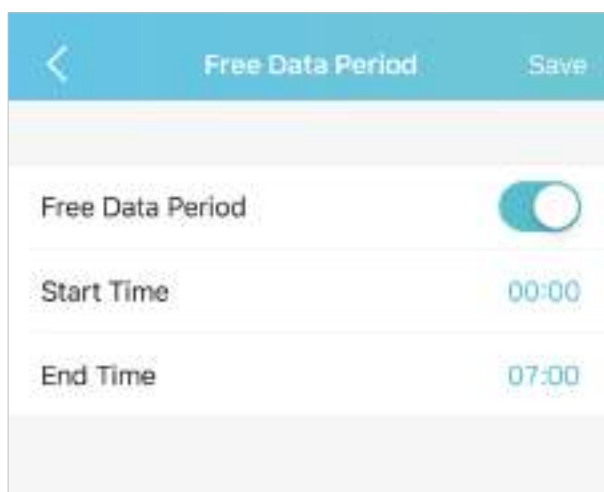 Free Data Period Save
Free Data Period
Start Time 00:00
End Time 07:00